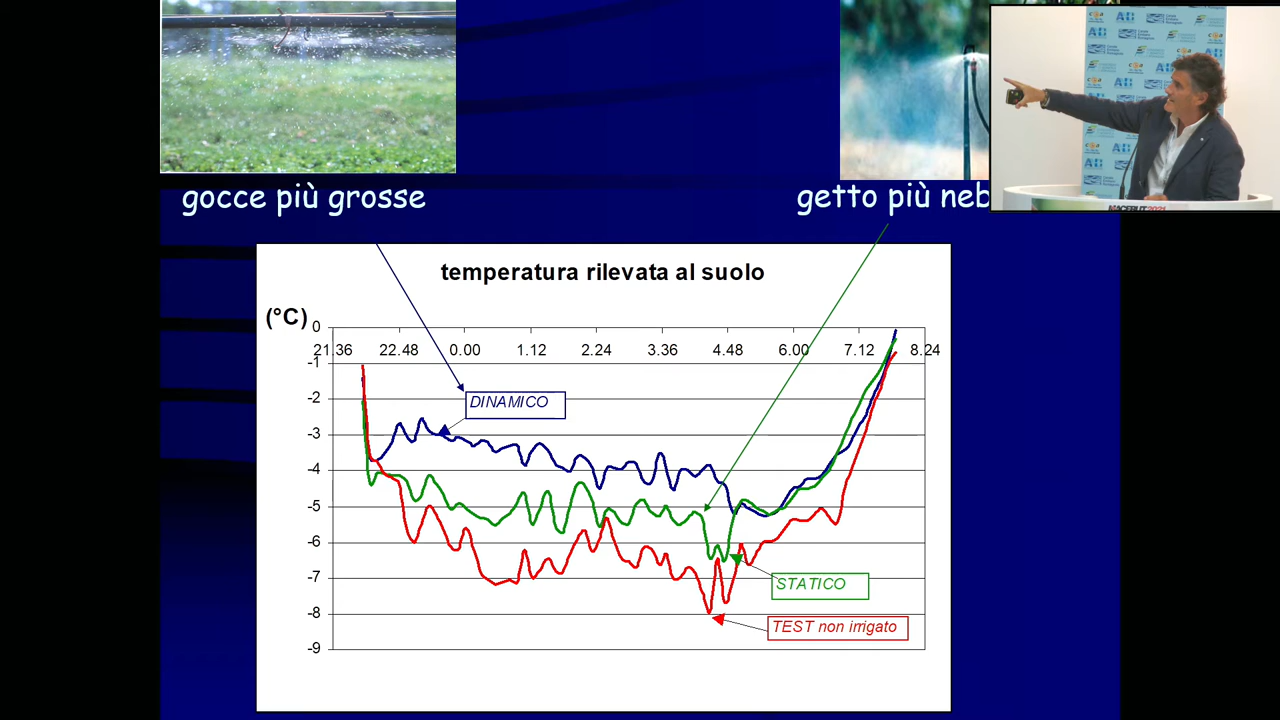 gocce più grosse
getto più neb
temperatura rilevata al suolo
(°C)
0
21.36 22.48 0.00 1.12 2.24 3.36 4.48 6.00 7.12 8.24
-1
-2
DINAMICO
-3
-4
-5
-6
-7
STATICO
-8
TEST non irrigato
-9
MACFRUT 2021